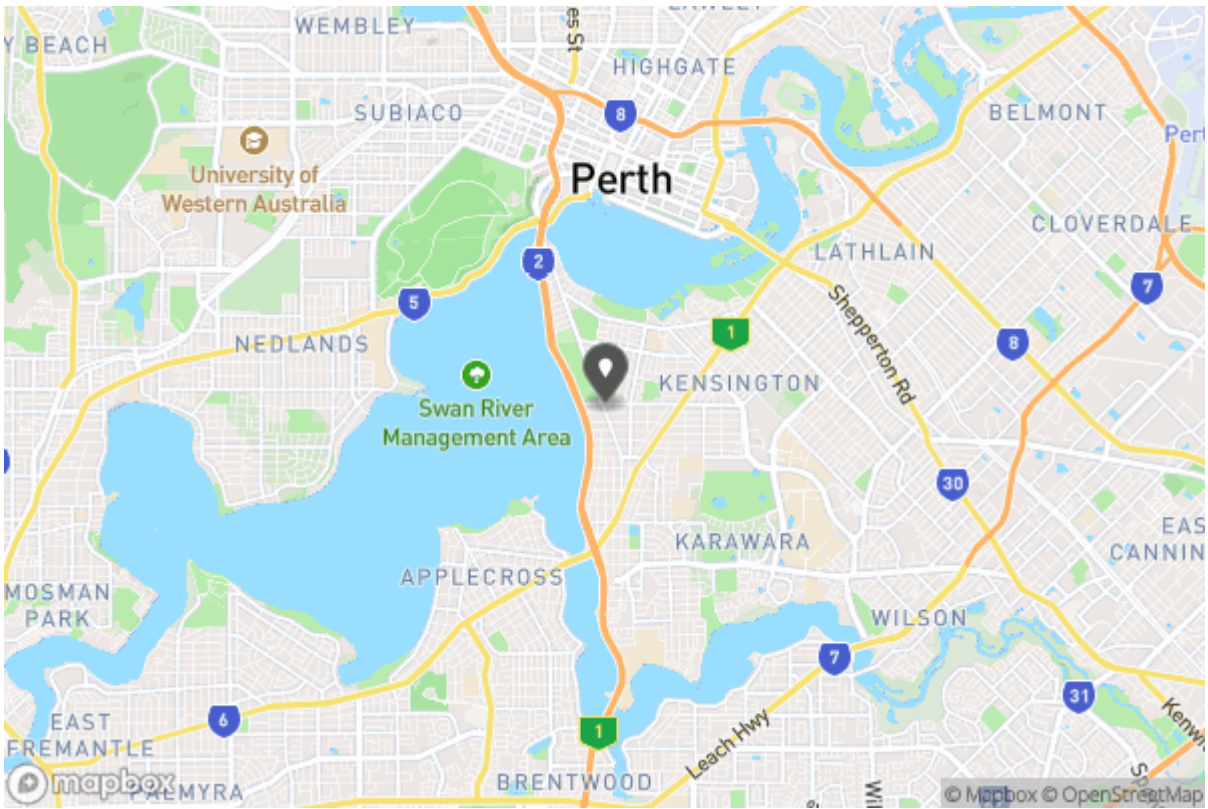 WEMBLEY
Y BEACH
es St
HIGHGATE
SUBIACO
8
BELMONT
University of
Western Australia
Pert
Perth
CLOVERDALE
LATHLAIN
2
7
5
1
Shepperton Rd
NEDLANDS
8
KENSINGTON
Swan River
Management Area
30
EAS
CANNIN
KARAWARA
APPLECROSS
MOSMAN
PARK
WILSON
7
31
6
EAST
FREMANTLE
1
Leach Hwy
Kenw
BRENTWOOD
mapbox
PALMYRA
© Mapbox © OpenStreetMap